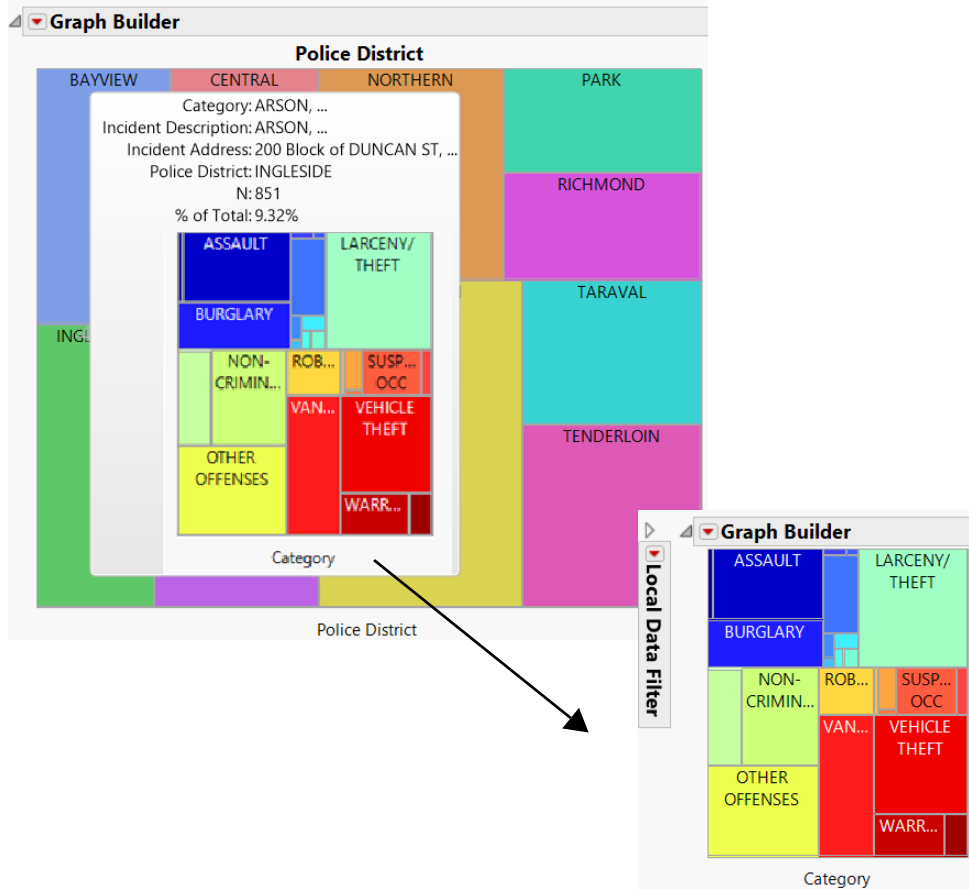 Graph Builder
Police District
BAYVIEW
CENTRAL
NORTHERN
PARK
Category: ARSON, ...
Incident Description: ARSON, ...
Incident Address: 200 Block of DUNCAN ST, ...
Police District: INGLESIDE
N: 851
% of Total: 9.32%
RICHMOND
ASSAULT
LARCENY/
THEFT
TARAVAL
BURGLARY
INGL
NON-
CRIMIN...
ROB...
SUSP...
OCC
VAN...
VEHICLE
THEFT
TENDERLOIN
OTHER
OFFENSES
WARR...
Category
Police District
Local Data Filter
Graph Builder
ASSAULT
LARCENY/
THEFT
BURGLARY
NON-
CRIMIN...
ROB...
SUSP...
OCC
VAN...
VEHICLE
THEFT
OTHER
OFFENSES
WARR...
Category